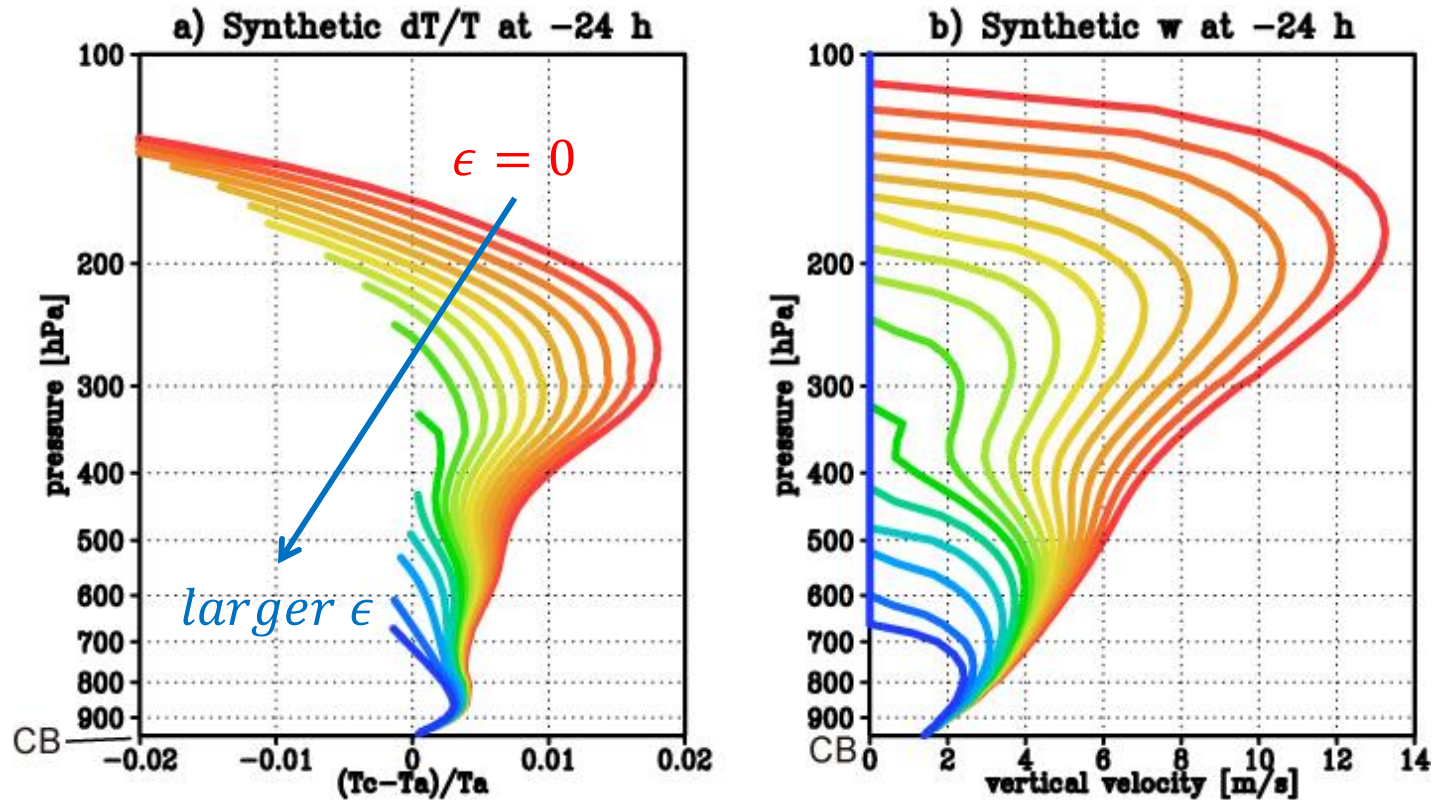 a) Synthetic dT/T at −24 h
100
200
300
400
500
600
700
800
900
CB
pressure [hPa]
ϵ = 0
larger ϵ
−0.02 −0.01 0 0.01 0.02
(Tc−Ta)/Ta
b) Synthetic w at −24 h
100
200
300
400
500
600
700
800
900
CB
pressure [hPa]
0 2 4 6 8 10 12 14
vertical velocity [m/s]